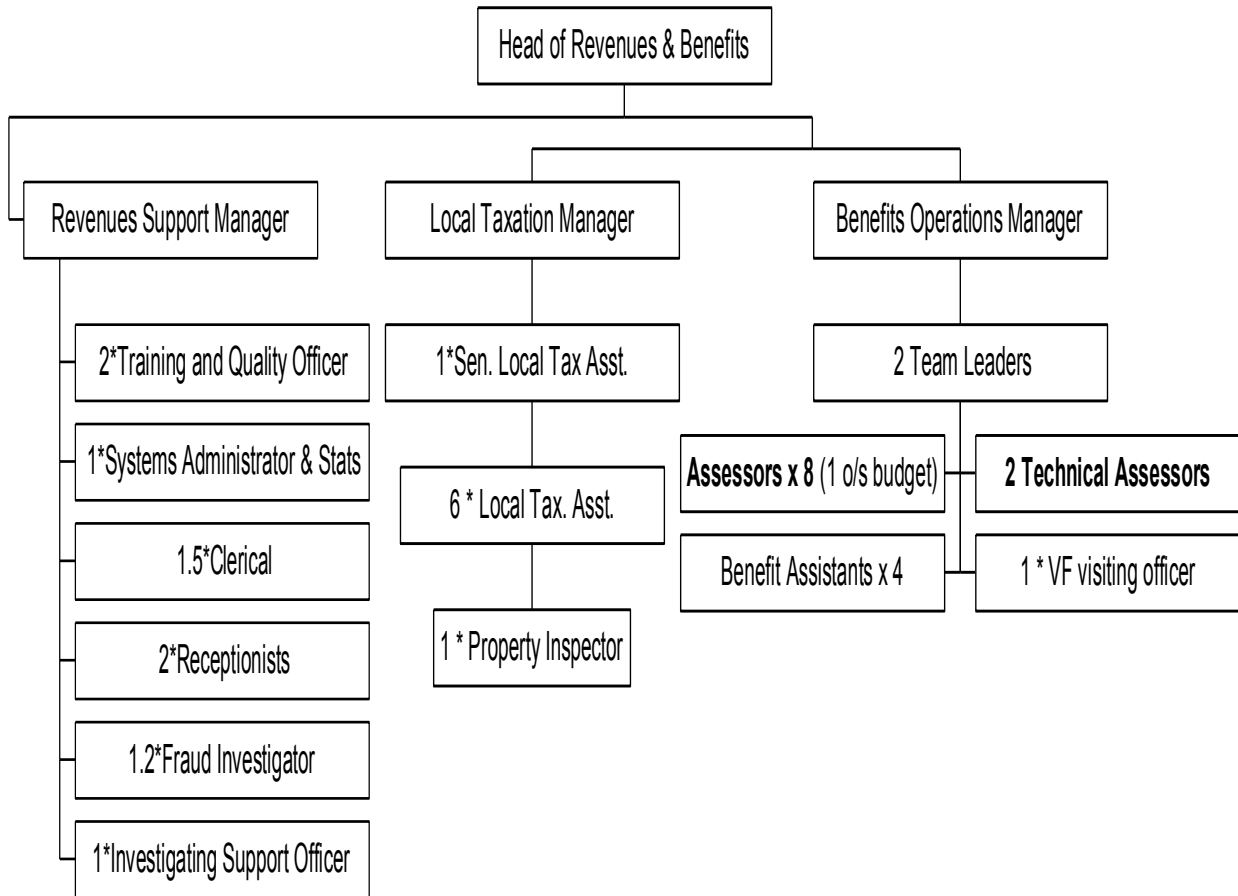 Head of Revenues & Benefits
Revenues Support Manager
Local Taxation Manager
Benefits Operations Manager
2*Training and Quality Officer
1*Sen. Local Tax Asst.
2 Team Leaders
1*Systems Administrator & Stats
6 * Local Tax. Asst.
Assessors x 8 (1 o/s budget)
2 Technical Assessors
1.5*Clerical
Benefit Assistants x 4
1 * VF visiting officer
2*Receptionists
1 * Property Inspector
1.2*Fraud Investigator
1*Investigating Support Officer